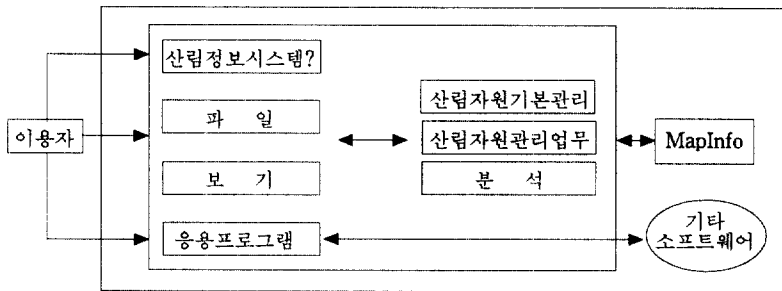 산림정보시스템?
산림자원기본관리
파 일
이용자
산림자원관리업무
MapInfo
보 기
분 석
기타
소프트웨어
응용프로그램